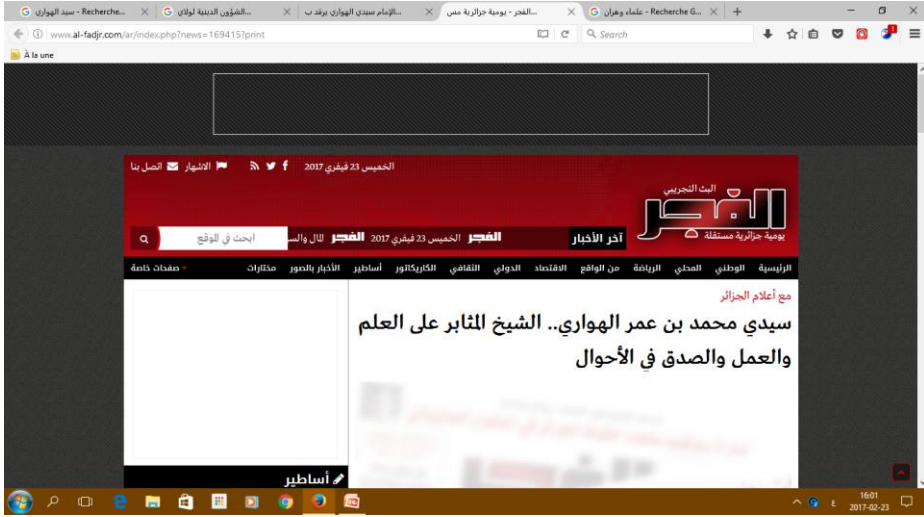 سيد الهواري - Recherche...
الشؤون الدينية لولاي...
الإمام سيدي الهواري يرقد ب...
الفجر - يومية جزائرية مس...
علماء وهران - Recherche G...
www.al-fadjr.com/ar/index.php?news=169415?print
Search
À la une
الخميس 23 فيفري 2017
الاشهار
اتصل بنا
البث التجريبي
الفجر
يومية جزائرية مستقلة
آخر الأخبار
الفجر الخميس 23 فيفري 2017 الفجر المال والسـ
ابحث في الموقع
الرئيسية الوطني المحلي الرياضة من الواقع الاقتصاد الدولي الثقافي الكاريكاتور أساطير الأخبار بالصور مختارات
صفحات خاصة
مع أعلام الجزائر
سيدي محمد بن عمر الهواري.. الشيخ المثابر على العلم
والعمل والصدق في الأحوال
أساطير
ع
16:01
2017-02-23